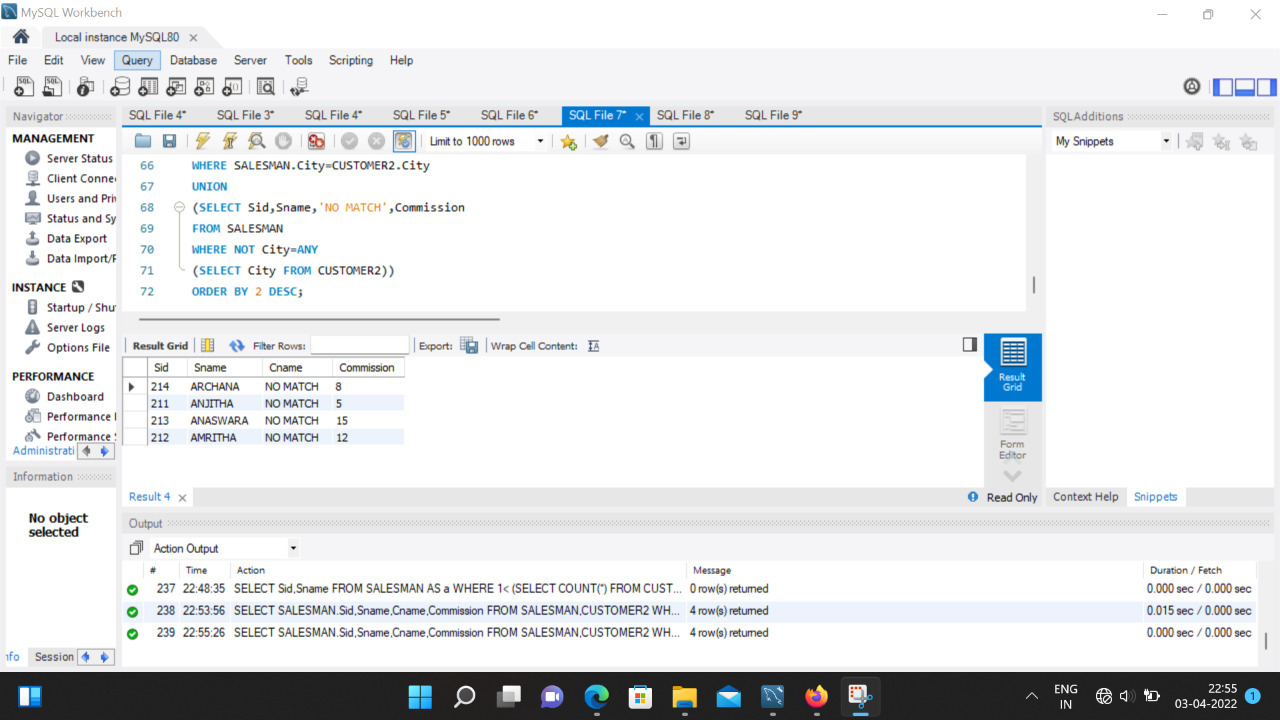 MySQL Workbench
Local instance MySQL80
File Edit View Query Database Server Tools Scripting Help
Navigator
MANAGEMENT
Server Status
Client Conne
Users and Pri
Status and Sy
Data Export
Data Import/R
INSTANCE
Startup / Shu
Server Logs
Options File
PERFORMANCE
Dashboard
Performance
Performance
Administrati
Information
No object
selected
nfo Session
SQL File 4* SQL File 3* SQL File 4* SQL File 5* SQL File 6* SQL File 7* SQL File 8* SQL File 9*
Limit to 1000 rows
66 WHERE SALESMAN.City=CUSTOMER2.City
67 UNION
68 (SELECT Sid,Sname,'NO MATCH',Commission
69 FROM SALESMAN
70 WHERE NOT City=ANY
71 (SELECT City FROM CUSTOMER2))
72 ORDER BY 2 DESC;
Result Grid Filter Rows: Export: Wrap Cell Content:
Sid Sname Cname Commission
214 ARCHANA NO MATCH 8
211 ANJITHA NO MATCH 5
213 ANASWARA NO MATCH 15
212 AMRITHA NO MATCH 12
Result
Grid
Form
Editor
Result 4
Read Only
SQLAdditions
My Snippets
Context Help Snippets
Output
Action Output
# Time Action Message Duration / Fetch
237 22:48:35 SELECT Sid,Sname FROM SALESMAN AS a WHERE 1< (SELECT COUNT(*) FROM CUST... 0 row(s) returned 0.000 sec / 0.000 sec
238 22:53:56 SELECT SALESMAN.Sid,Sname,Cname,Commission FROM SALESMAN,CUSTOMER2 WH... 4 row(s) returned 0.015 sec / 0.000 sec
239 22:55:26 SELECT SALESMAN.Sid,Sname,Cname,Commission FROM SALESMAN,CUSTOMER2 WH... 4 row(s) returned 0.000 sec / 0.000 sec
ENG
IN
22:55
03-04-2022
1